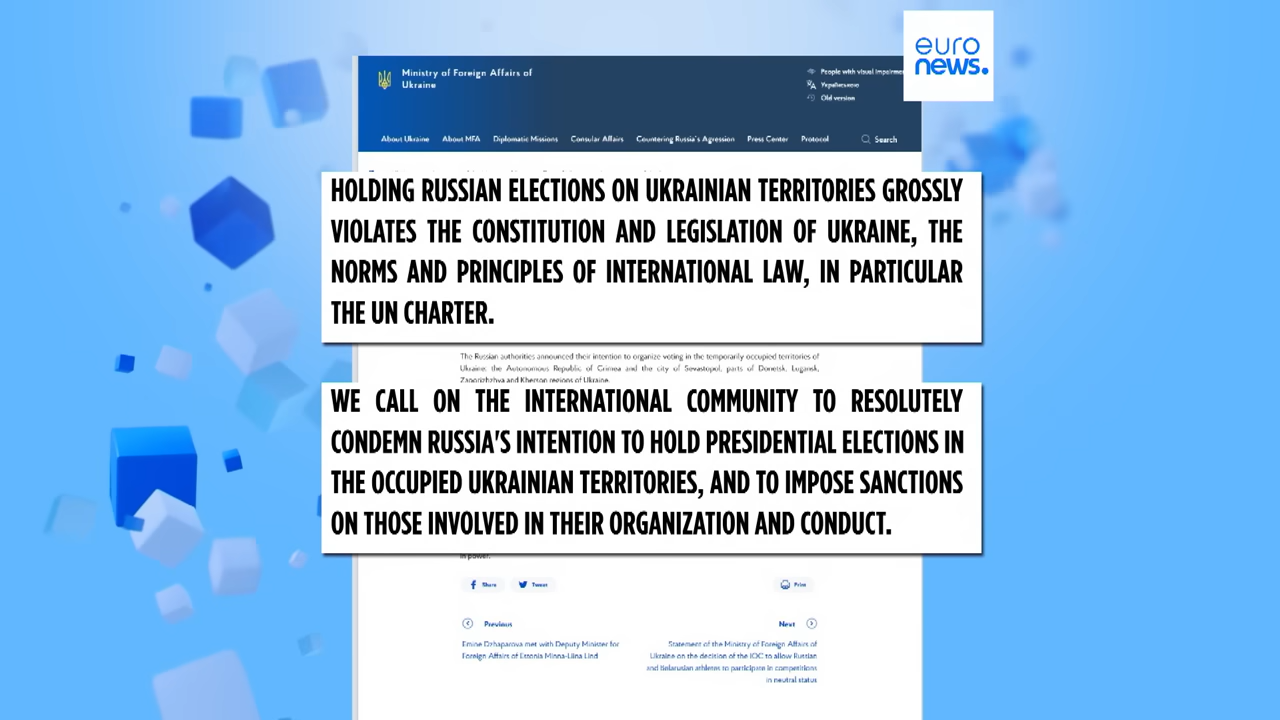 euro
news.
Ministry of Foreign Affairs of
Ukraine
People with visual impairme
Українською
Old version
About Ukraine About MFA Diplomatic Missions Consular Affairs Countering Russia's Agression Press Center Protocol Search
HOLDING RUSSIAN ELECTIONS ON UKRAINIAN TERRITORIES GROSSLY
VIOLATES THE CONSTITUTION AND LEGISLATION OF UKRAINE, THE
NORMS AND PRINCIPLES OF INTERNATIONAL LAW, IN PARTICULAR
THE UN CHARTER.
The Russian authorities announced their intention to organize voting in the temporarily occupied territories of
Ukraine: the Autonomous Republic of Crimea and the city of Sevastopol, parts of Donetsk, Lugansk,
Zaporizhzhya and Kherson regions of Ukraine.
WE CALL ON THE INTERNATIONAL COMMUNITY TO RESOLUTELY
CONDEMN RUSSIA'S INTENTION TO HOLD PRESIDENTIAL ELECTIONS IN
THE OCCUPIED UKRAINIAN TERRITORIES, AND TO IMPOSE SANCTIONS
ON THOSE INVOLVED IN THEIR ORGANIZATION AND CONDUCT.
in power.
Share Tweet Print
Previous Next
Emine Dzhaparova met with Deputy Minister for
Foreign Affairs of Estonia Minna-Liina Lind
Statement of the Ministry of Foreign Affairs of
Ukraine on the decision of the IOC to allow Russian
and Belarusian athletes to participate in competitions
in neutral status